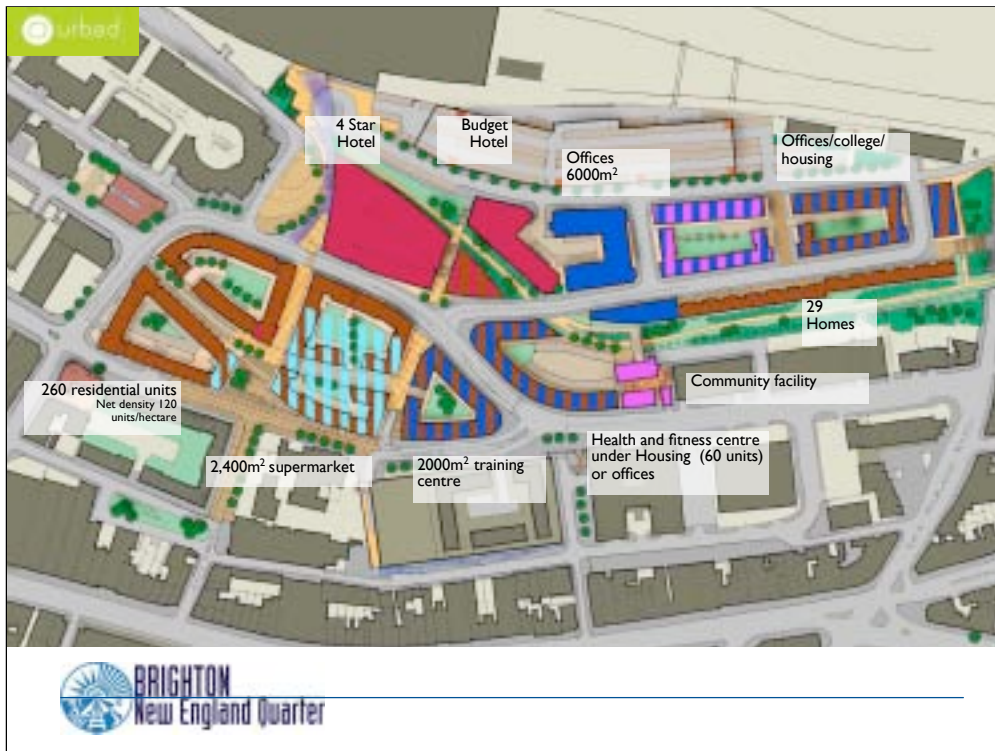 urbed
4 Star
Hotel
Budget
Hotel
Offices
6000m²
Offices/college/
housing
29
Homes
260 residential units
Net density 120
units/hectare
Community facility
2,400m² supermarket
2000m² training
centre
Health and fitness centre
under Housing (60 units)
or offices
BRIGHTON
New England Quarter